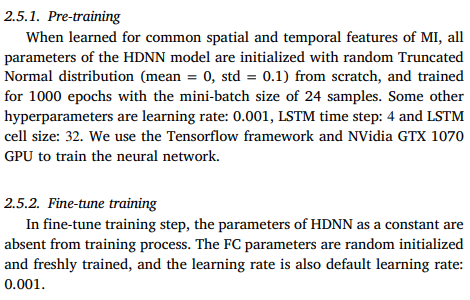 2.5.1. Pre-training
When learned for common spatial and temporal features of MI, all
parameters of the HDNN model are initialized with random Truncated
Normal distribution (mean = 0, std = 0.1) from scratch, and trained
for 1000 epochs with the mini-batch size of 24 samples. Some other
hyperparameters are learning rate: 0.001, LSTM time step: 4 and LSTM
cell size: 32. We use the Tensorflow framework and NVidia GTX 1070
GPU to train the neural network.
2.5.2. Fine-tune training
In fine-tune training step, the parameters of HDNN as a constant are
absent from training process. The FC parameters are random initialized
and freshly trained, and the learning rate is also default learning rate:
0.001.